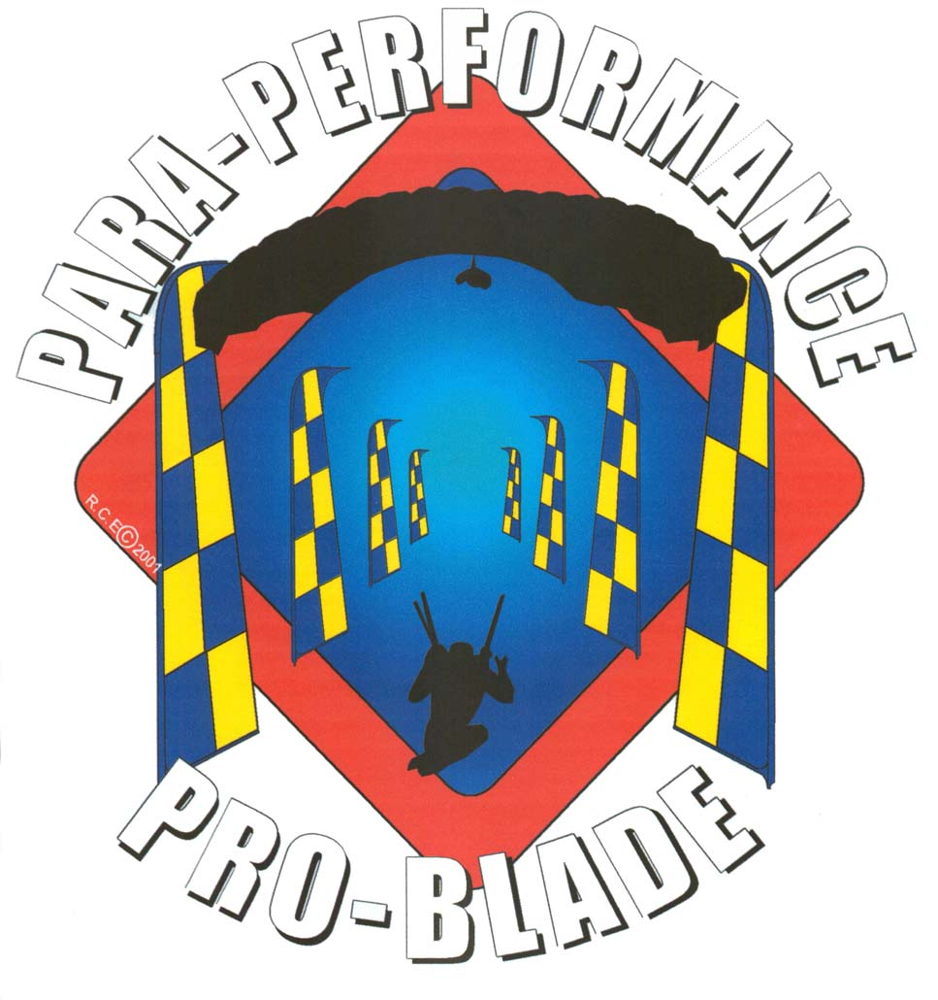 PARA-PERFORMANCE
R. C. E © 2001
PRO-BLADE